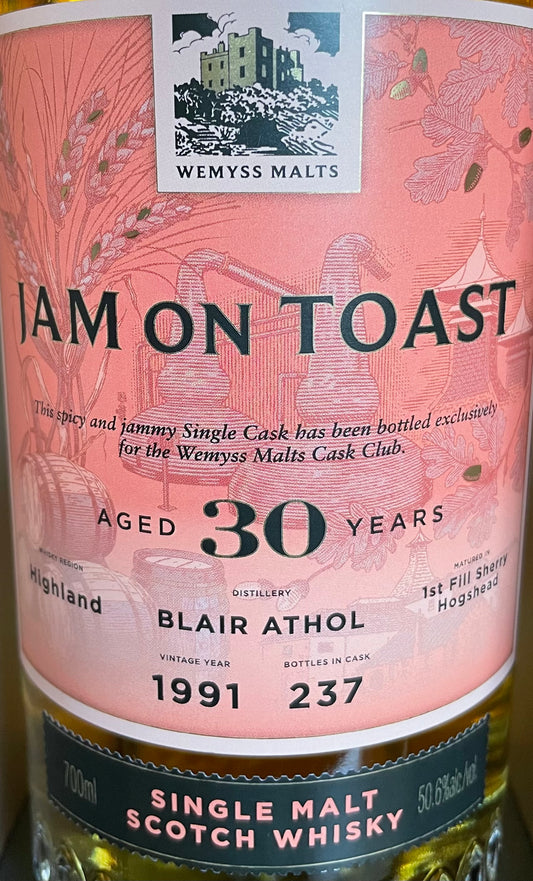 WEMYSS MALTS
JAM ON TOAST
This spicy and jammy Single Cask has been bottled exclusively
for the Wemyss Malts Cask Club.
AGED 30 YEARS
WHISKY REGION
Highland
DISTILLERY
BLAIR ATHOL
MATURED IN
1st Fill Sherry
Hogshead
VINTAGE YEAR
1991
BOTTLES IN CASK
237
700ml
SINGLE MALT
SCOTCH WHISKY
50.6%alc/vol